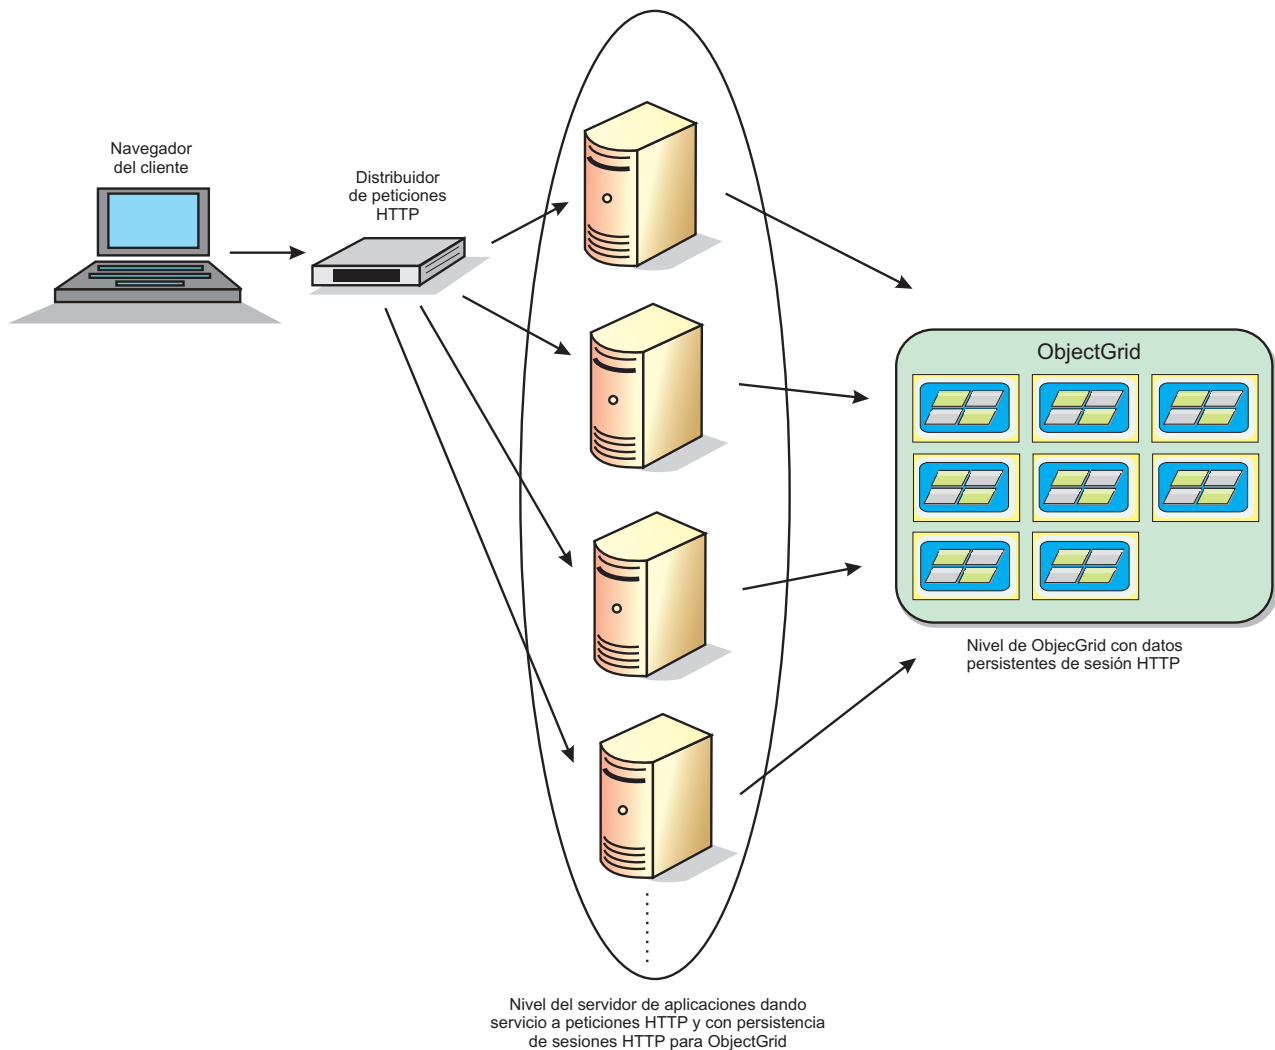 Navegador
del cliente
Distribuidor
de peticiones
HTTP
ObjectGrid
Nivel de ObjecGrid con datos
persistentes de sesión HTTP
Nivel del servidor de aplicaciones dando
servicio a peticiones HTTP y con persistencia
de sesiones HTTP para ObjectGrid